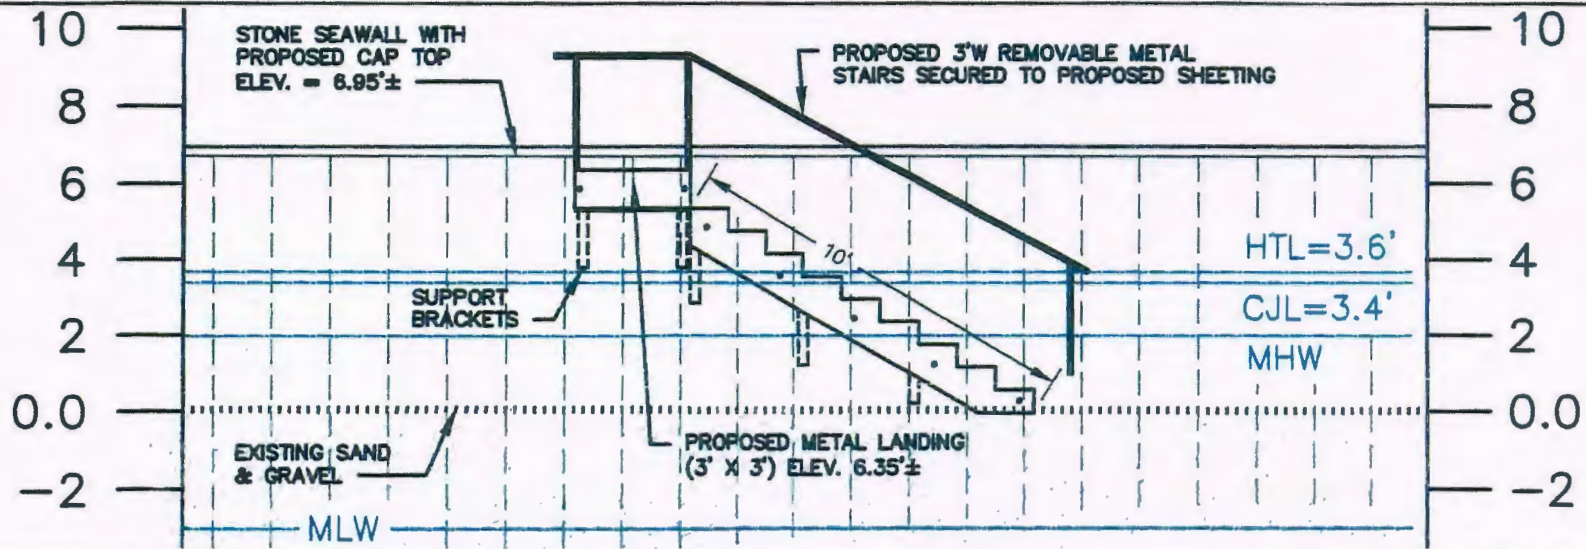 10
8
6
4
2
0.0
-2
STONE SEAWALL WITH
PROPOSED CAP TOP
ELEV. = 6.95'±
PROPOSED 3'W REMOVABLE METAL
STAIRS SECURED TO PROPOSED SHEETING
10'
HTL=3.6'
CJL=3.4'
MHW
SUPPORT
BRACKETS
PROPOSED METAL LANDING
(3' X 3') ELEV. 6.35'±
EXISTING SAND
& GRAVEL
MLW
10
8
6
4
2
0.0
-2